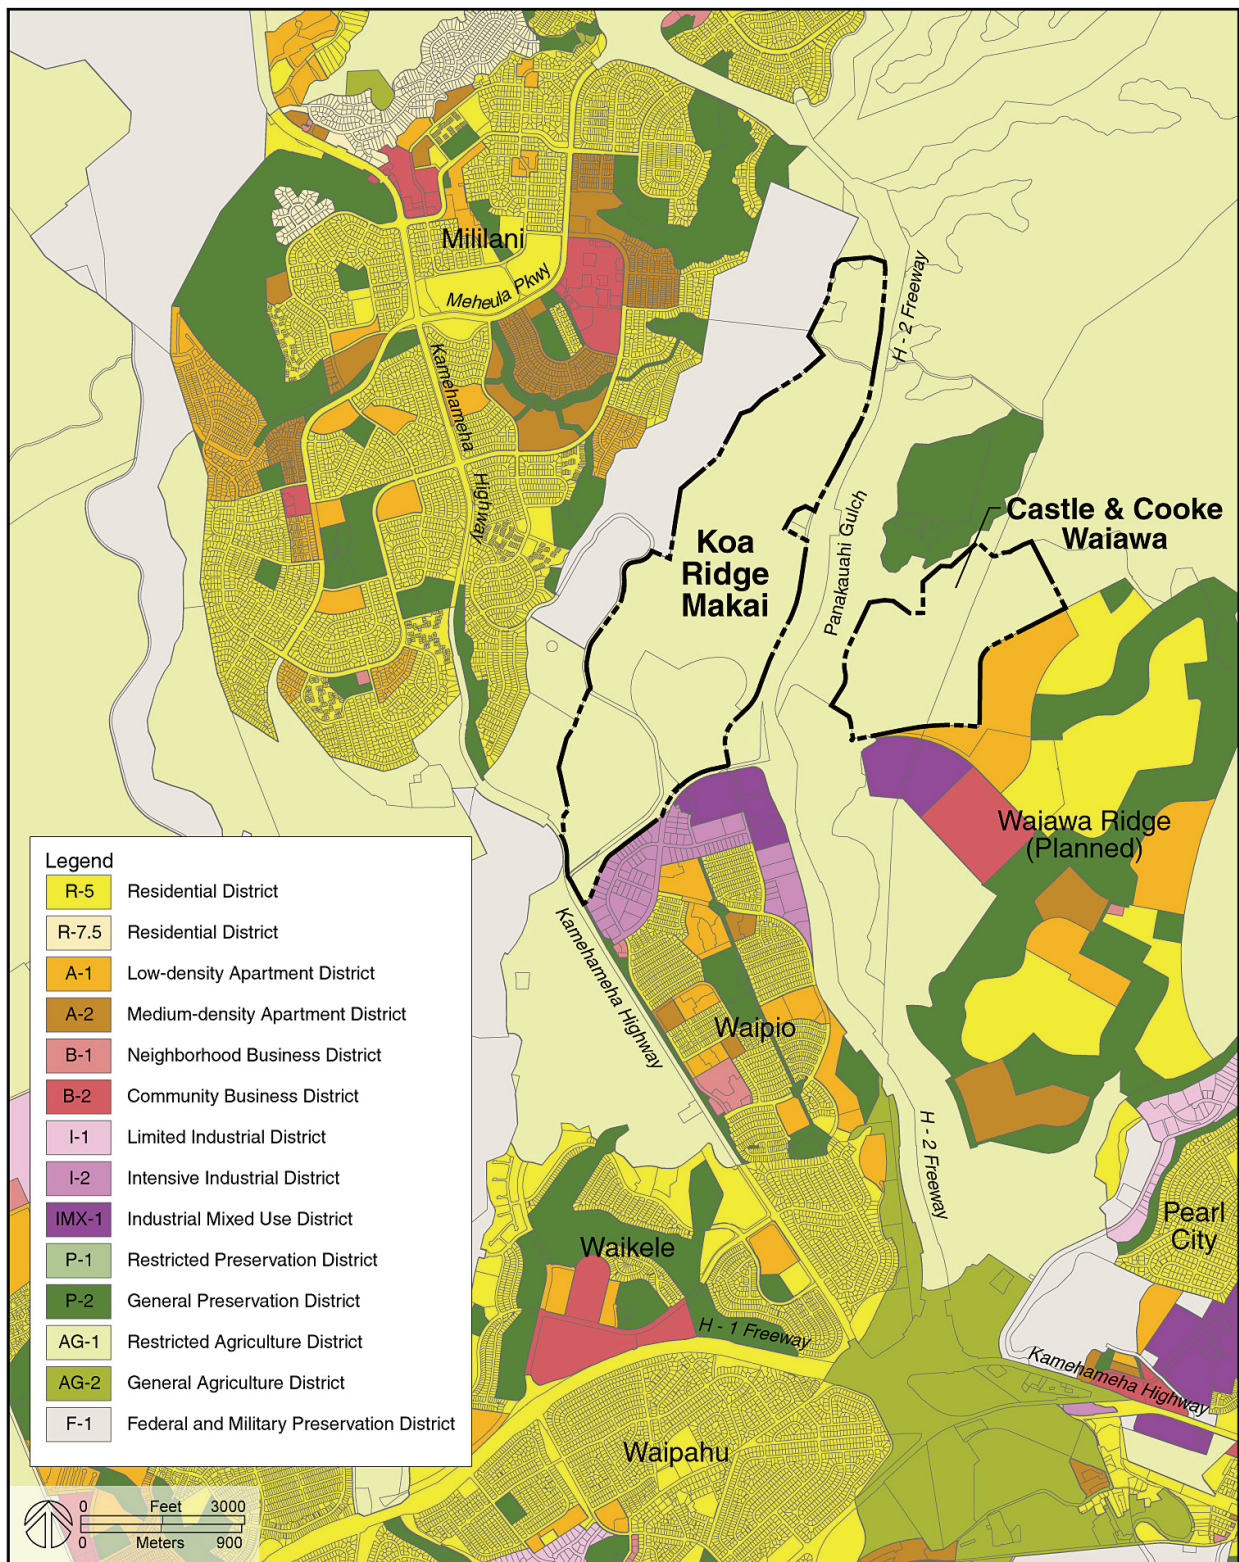 Mililani
Meheula Pkwy
Kamehameha
Highway
H - 2 Freeway
Koa
Ridge
Makai
Panakauahi Gulch
Castle & Cooke
Waiawa
Waiawa Ridge
(Planned)
Kamehameha Highway
Waipio
H - 2 Freeway
Pearl
City
Waikele
H - 1 Freeway
Kamehameha Highway
Waipahu
Legend
R-5 Residential District
R-7.5 Residential District
A-1 Low-density Apartment District
A-2 Medium-density Apartment District
B-1 Neighborhood Business District
B-2 Community Business District
I-1 Limited Industrial District
I-2 Intensive Industrial District
IMX-1 Industrial Mixed Use District
P-1 Restricted Preservation District
P-2 General Preservation District
AG-1 Restricted Agriculture District
AG-2 General Agriculture District
F-1 Federal and Military Preservation District
0 Feet 3000
0 Meters 900